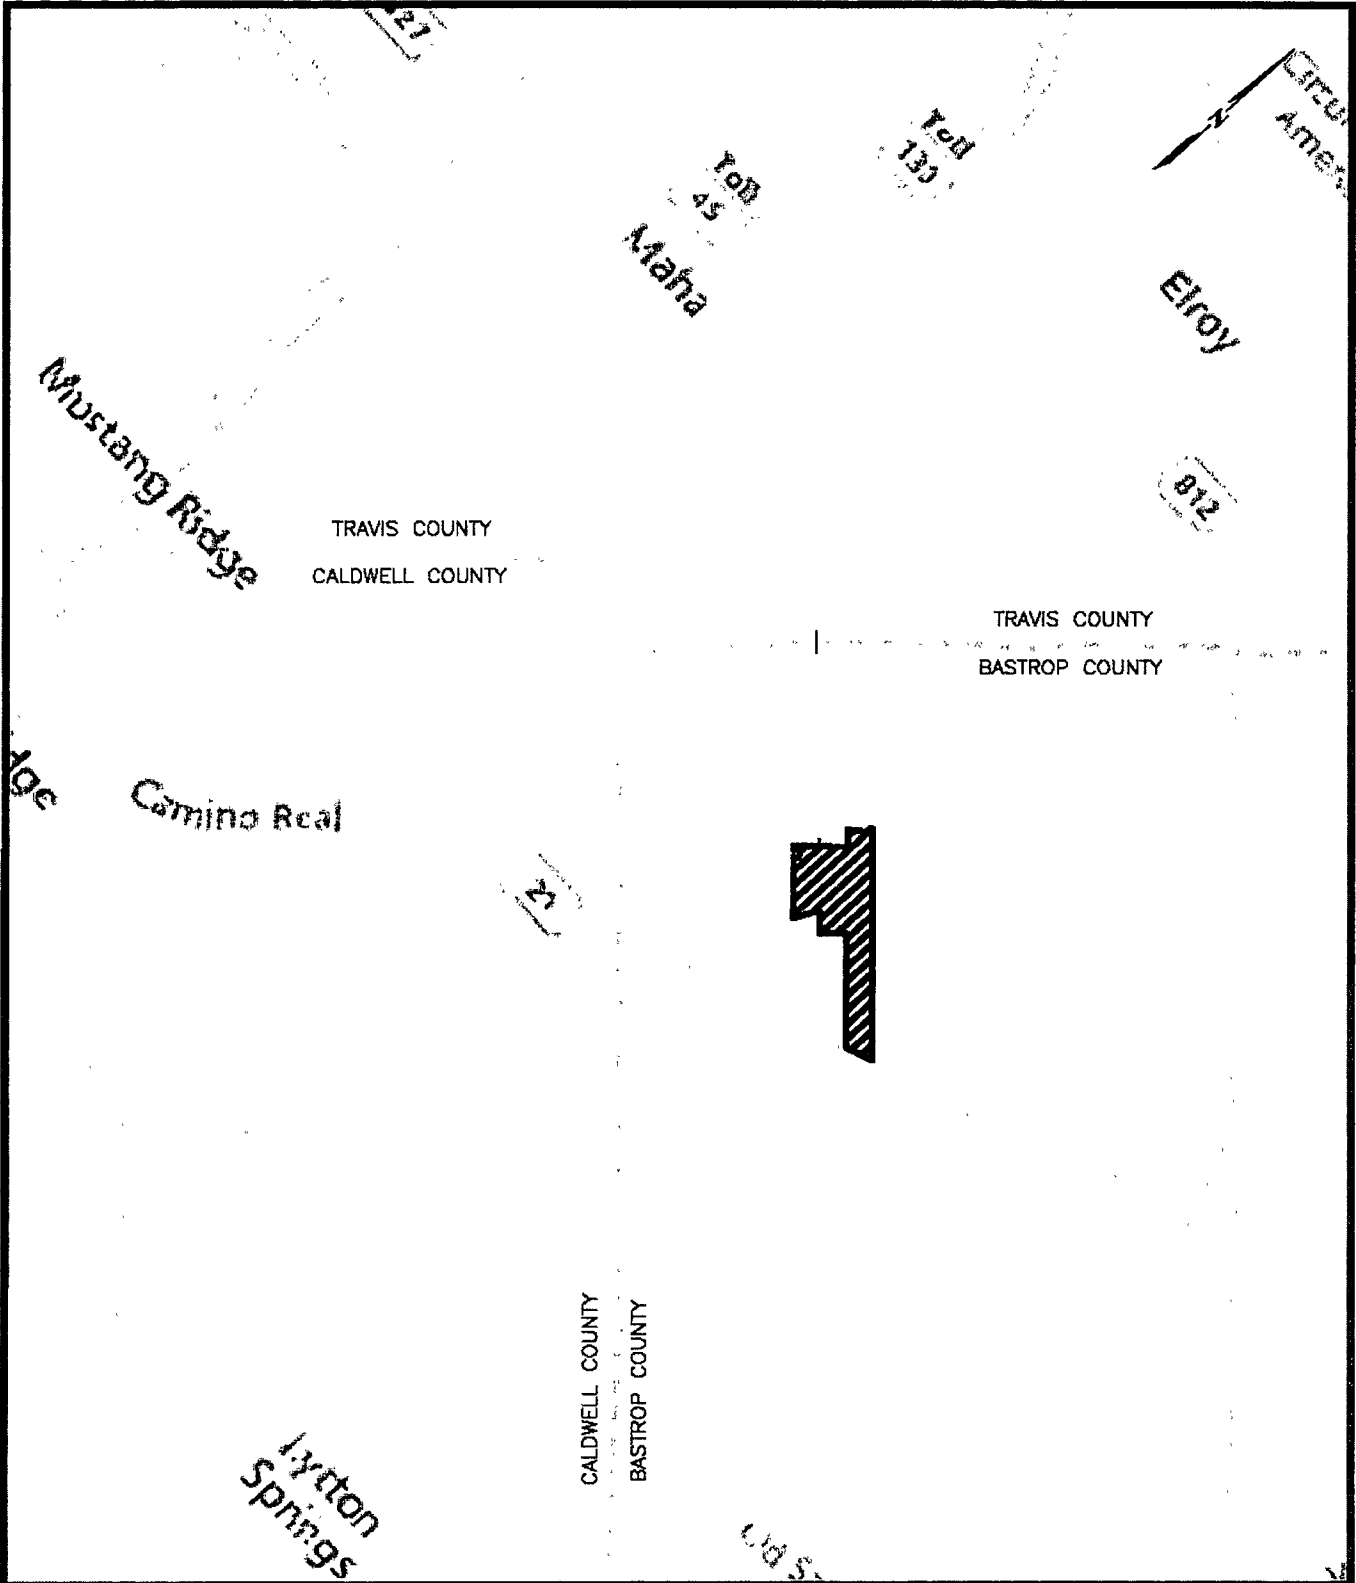 Toll
130
Toll
45
N
Maha
Elroy
Mustang Ridge
812
TRAVIS COUNTY
CALDWELL COUNTY
TRAVIS COUNTY
BASTROP COUNTY
Camino Real
21
CALDWELL COUNTY
BASTROP COUNTY
Lytton
Springs